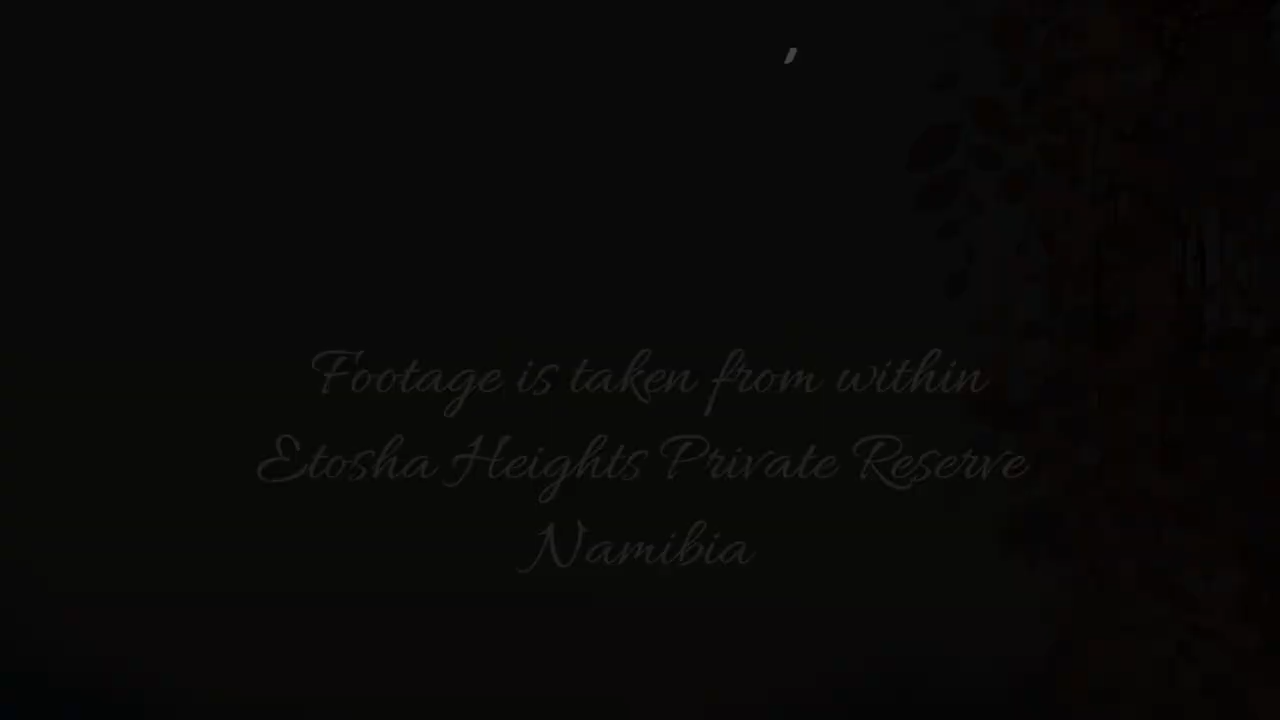 Footage is taken from within
Etosha Heights Private Reserve
Namibia